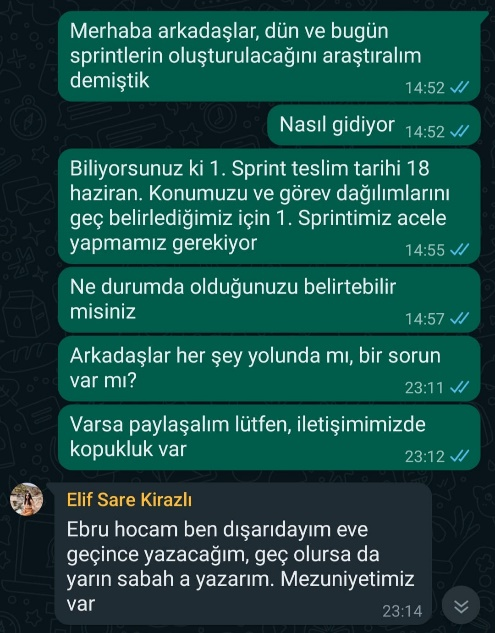 Merhaba arkadaşlar, dün ve bugün
sprintlerin oluşturulacağını araştıralım
demiştik
14:52
Nasıl gidiyor 14:52
Biliyorsunuz ki 1. Sprint teslim tarihi 18
haziran. Konumuzu ve görev dağılımlarını
geç belirlediğimiz için 1. Sprintimiz acele
yapmamız gerekiyor
14:55
Ne durumda olduğunuzu belirtebilir
misiniz
14:57
Arkadaşlar her şey yolunda mı, bir sorun
var mı?
23:11
Varsa paylaşalım lütfen, iletişimimizde
kopukluk var
23:12
Elif Sare Kirazlı
Ebru hocam ben dışarıdayım eve
geçince yazacağım, geç olursa da
yarın sabah a yazarım. Mezuniyetimiz
var
23:14